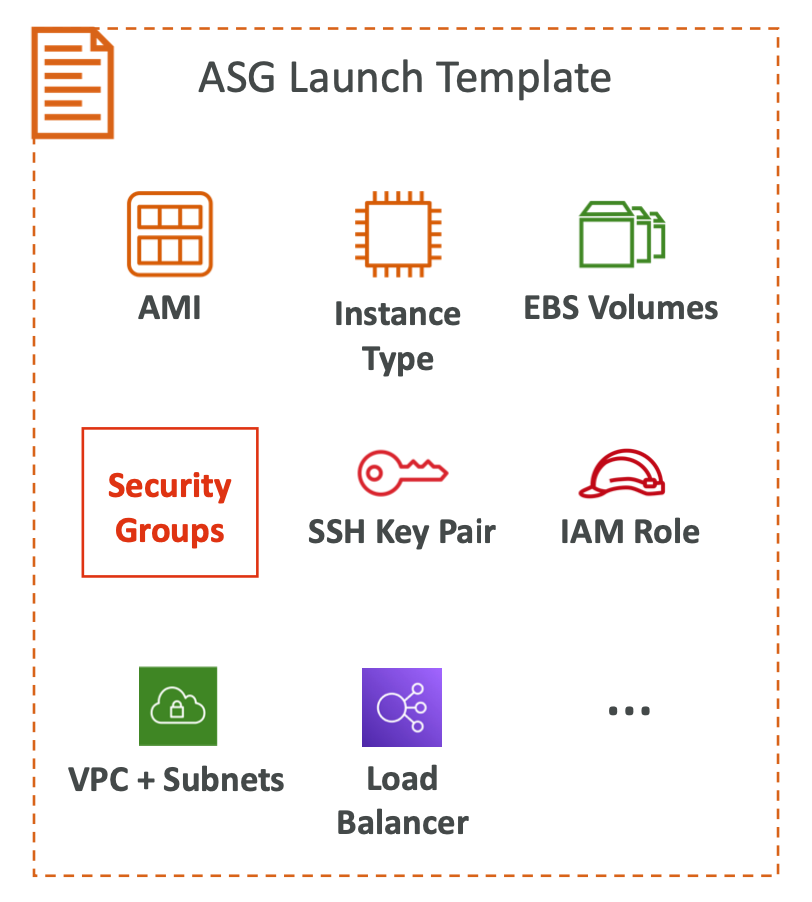 ASG Launch Template
AMI
Instance
Type
EBS Volumes
Security
Groups
SSH Key Pair
IAM Role
VPC + Subnets
Load
Balancer
...